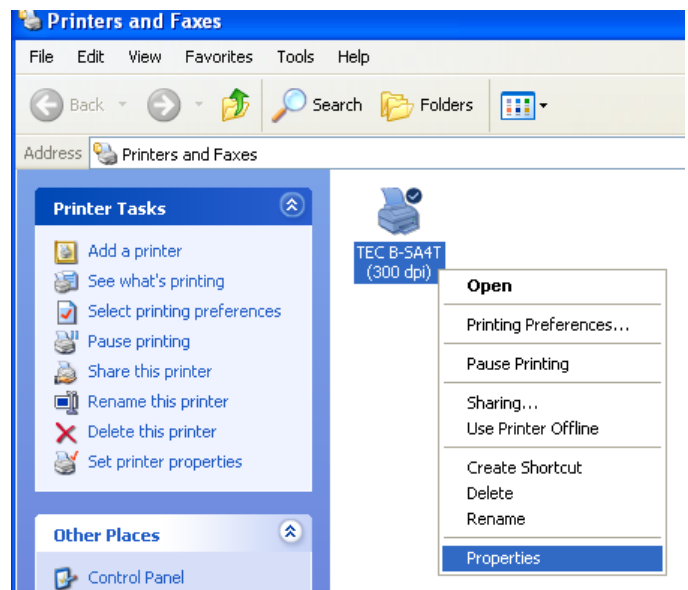 Printers and Faxes
File Edit View Favorites Tools Help
Back Search Folders
Address Printers and Faxes
Printer Tasks
Add a printer
See what's printing
Select printing preferences
Pause printing
Share this printer
Rename this printer
Delete this printer
Set printer properties
Other Places
Control Panel
TEC B-SA4T
(300 dpi)
Open
Printing Preferences...
Pause Printing
Sharing...
Use Printer Offline
Create Shortcut
Delete
Rename
Properties